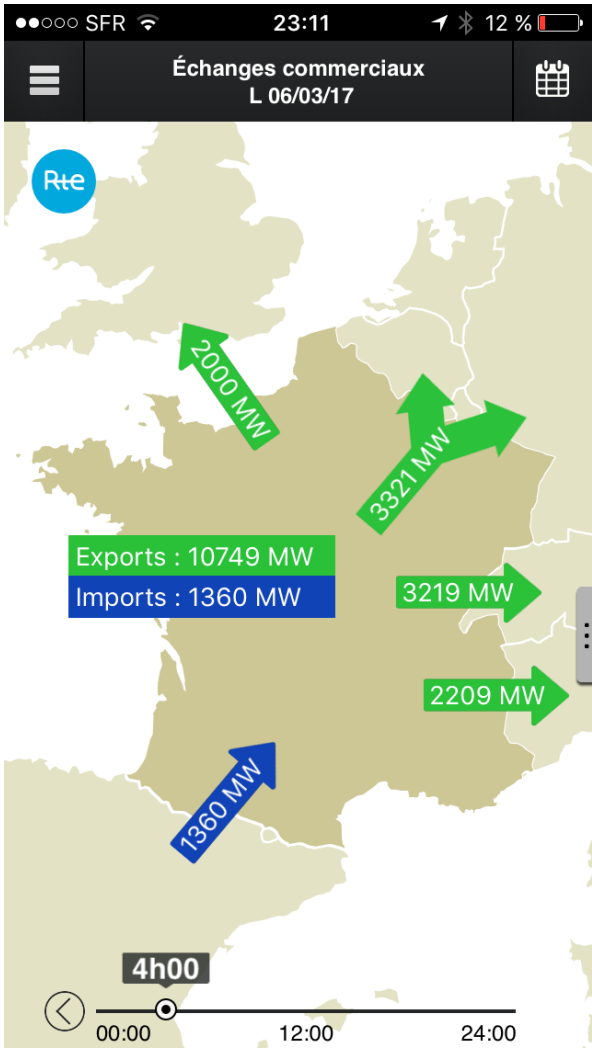 SFR 23:11 12 %
Échanges commerciaux
L 06/03/17
Rte
2000 MW
3321 MW
Exports : 10749 MW
Imports : 1360 MW
3219 MW
2209 MW
1360 MW
4h00
00:00 12:00 24:00